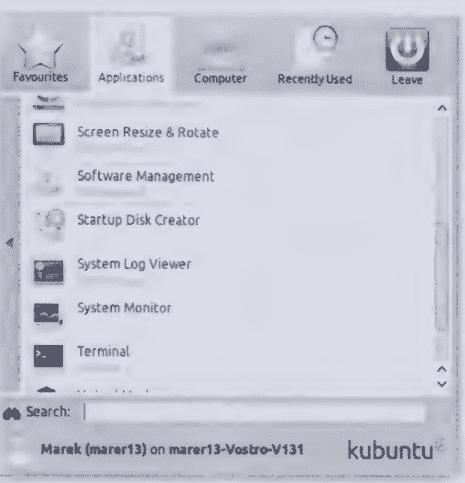 Favourites
Applications
Computer
Recently Used
Leave
Screen Resize & Rotate
Software Management
Startup Disk Creator
System Log Viewer
System Monitor
Terminal
Search:
Marek (marer13) on marer13-Vostro-V131
kubuntu